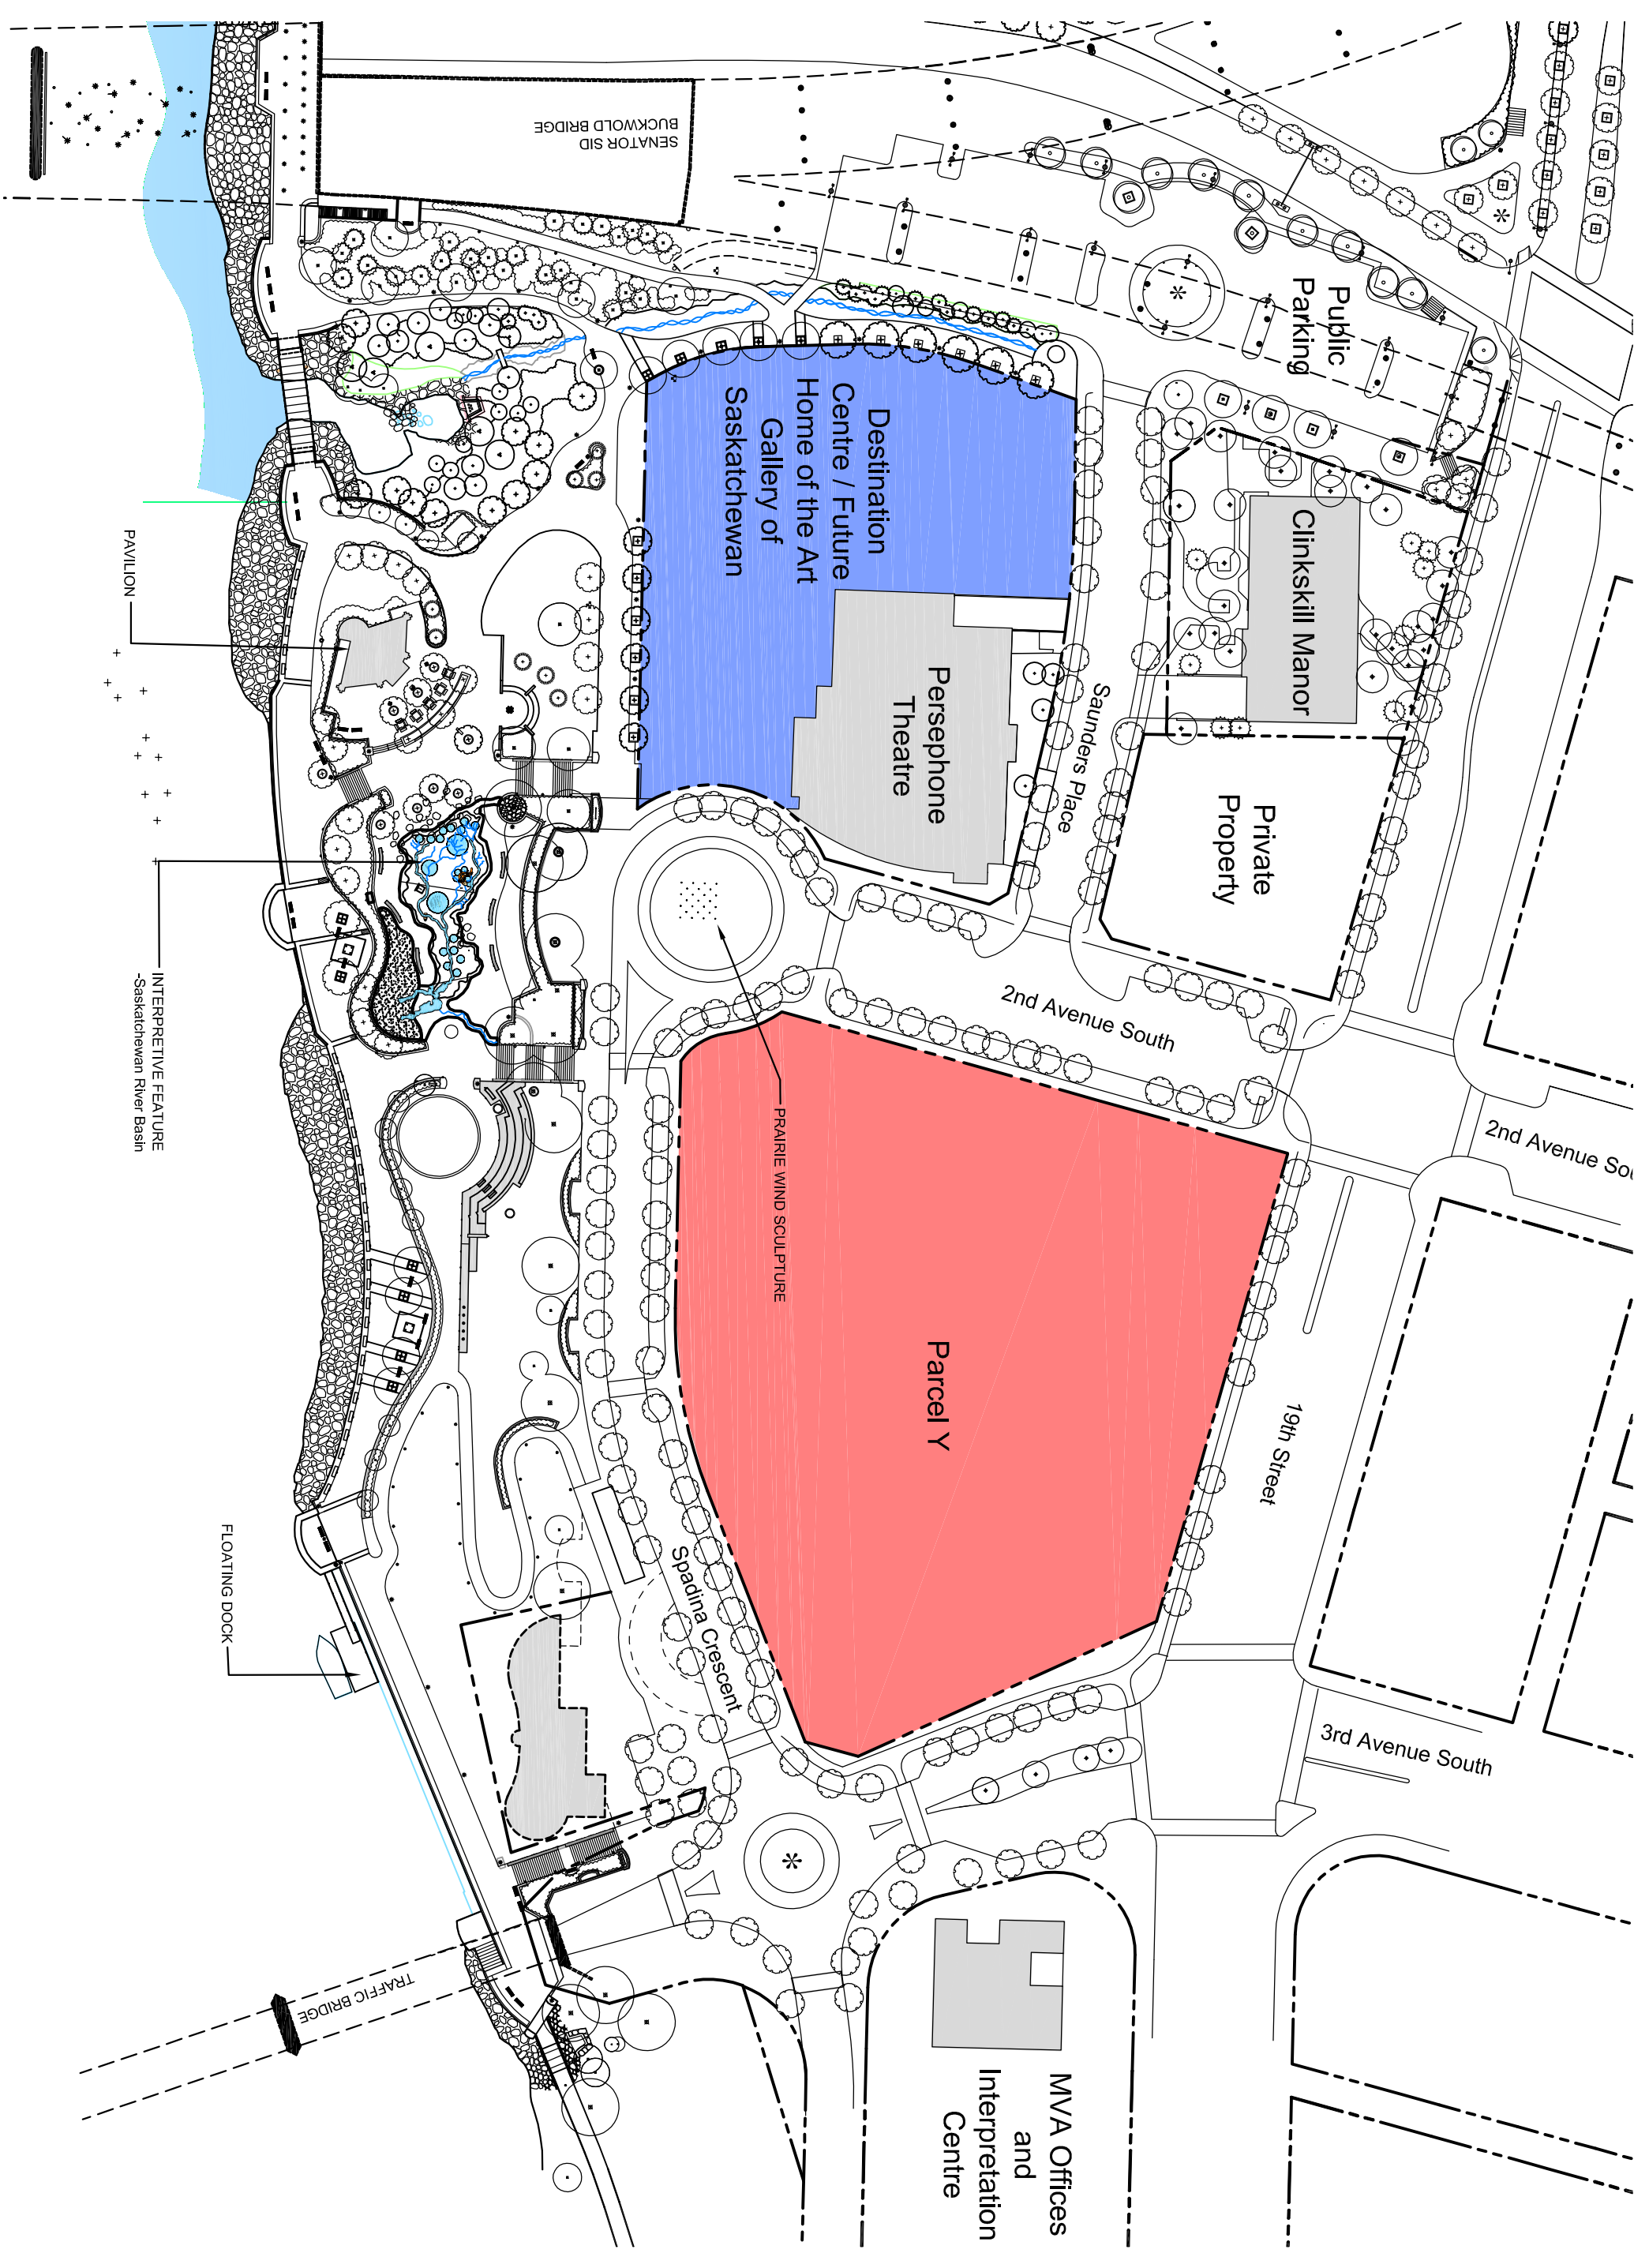 SENATOR SID
BUCKWOLD BRIDGE
Public
Parking
Clinkskill Manor
Destination
Centre / Future
Home of the Art
Gallery of
Saskatchewan
Persephone
Theatre
Saunders Place
Private
Property
PAVILION
INTERPRETIVE FEATURE
-Saskatchewan River Basin
PRAIRIE WIND SCULPTURE
2nd Avenue South
2nd Avenue Sou
Parcel Y
19th Street
Spadina Crescent
3rd Avenue South
FLOATING DOCK
TRAFFIC BRIDGE
MVA Offices
and
Interpretation
Centre